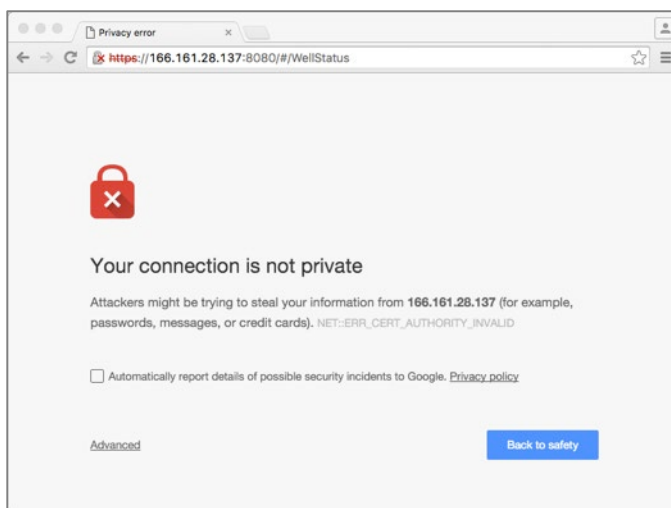 Privacy error
https://166.161.28.137:8080/#/WellStatus
Your connection is not private
Attackers might be trying to steal your information from 166.161.28.137 (for example,
passwords, messages, or credit cards). NET::ERR_CERT_AUTHORITY_INVALID
Automatically report details of possible security incidents to Google. Privacy policy
Advanced
Back to safety